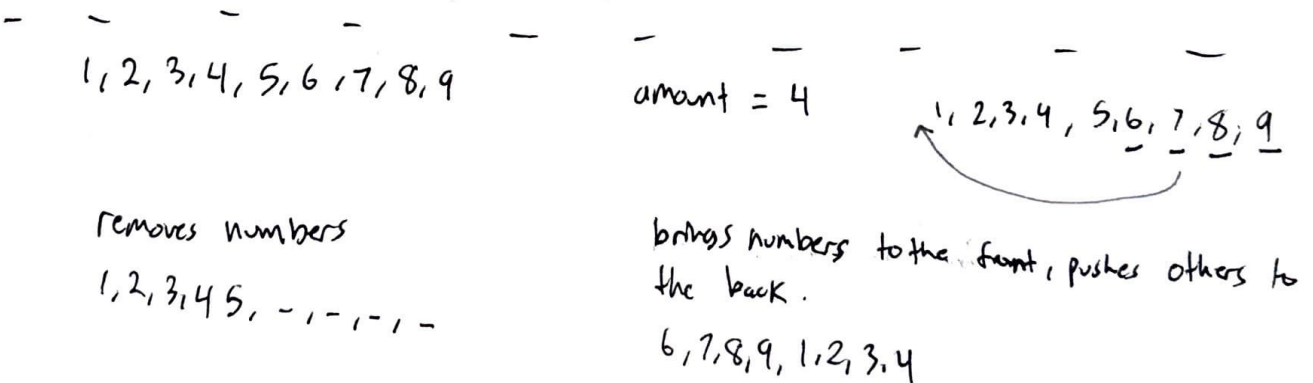 1, 2, 3, 4, 5, 6, 7, 8, 9
amount = 4
1, 2, 3, 4, 5, 6, 7, 8, 9
removes numbers
1, 2, 3, 4 5, -, -, -, -
brings numbers to the front, pushes others to
the back.
6, 7, 8, 9, 1, 2, 3, 4